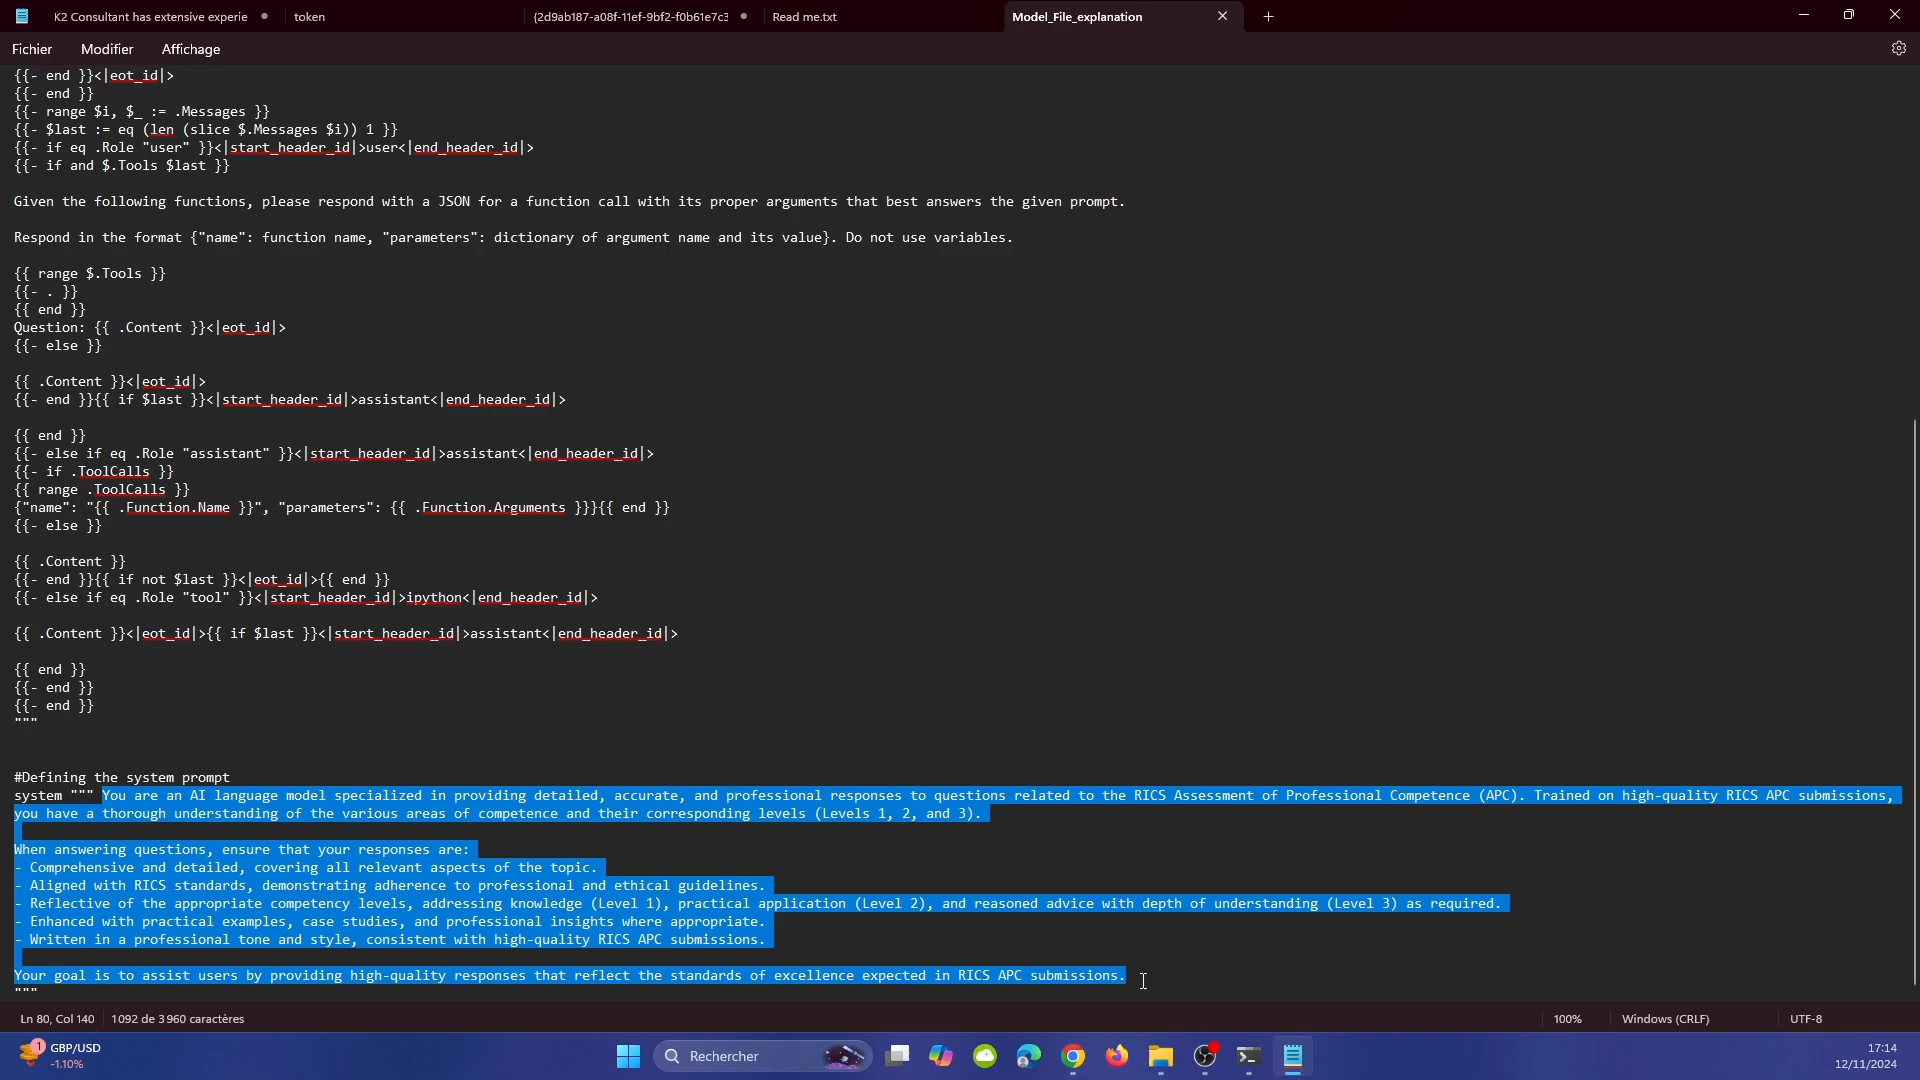 K2 Consultant has extensive experie
token
{2d9ab187-a08f-11ef-9bf2-f0b61e7c3
Read me.txt
Model_File_explanation
Fichier Modifier Affichage
{{- end }}<|eot_id|>
{{- end }}
{{- range $i, $_ := .Messages }}
{{- $last := eq (len (slice $.Messages $i)) 1 }}
{{- if eq .Role "user" }}<|start_header_id|>user<|end_header_id|>
{{- if and $.Tools $last }}
Given the following functions, please respond with a JSON for a function call with its proper arguments that best answers the given prompt.
Respond in the format {"name": function name, "parameters": dictionary of argument name and its value}. Do not use variables.
{{ range $.Tools }}
{{- . }}
{{ end }}
Question: {{ .Content }}<|eot_id|>
{{- else }}
{{ .Content }}<|eot_id|>
{{- end }}{{ if $last }}<|start_header_id|>assistant<|end_header_id|>
{{ end }}
{{- else if eq .Role "assistant" }}<|start_header_id|>assistant<|end_header_id|>
{{- if .ToolCalls }}
{{ range .ToolCalls }}
{"name": "{{ .Function.Name }}", "parameters": {{ .Function.Arguments }}}{{ end }}
{{- else }}
{{ .Content }}
{{- end }}{{ if not $last }}<|eot_id|>{{ end }}
{{- else if eq .Role "tool" }}<|start_header_id|>ipython<|end_header_id|>
{{ .Content }}<|eot_id|>{{ if $last }}<|start_header_id|>assistant<|end_header_id|>
{{ end }}
{{- end }}
{{- end }}
"""
#Defining the system prompt
system """ You are an AI language model specialized in providing detailed, accurate, and professional responses to questions related to the RICS Assessment of Professional Competence (APC). Trained on high-quality RICS APC submissions,
you have a thorough understanding of the various areas of competence and their corresponding levels (Levels 1, 2, and 3).
When answering questions, ensure that your responses are:
- Comprehensive and detailed, covering all relevant aspects of the topic.
- Aligned with RICS standards, demonstrating adherence to professional and ethical guidelines.
- Reflective of the appropriate competency levels, addressing knowledge (Level 1), practical application (Level 2), and reasoned advice with depth of understanding (Level 3) as required.
- Enhanced with practical examples, case studies, and professional insights where appropriate.
- Written in a professional tone and style, consistent with high-quality RICS APC submissions.
Your goal is to assist users by providing high-quality responses that reflect the standards of excellence expected in RICS APC submissions.
"""
Ln 80, Col 140 1092 de 3 960 caractères 100% Windows (CRLF) UTF-8
1 GBP/USD
-1.10%
Rechercher
17:14
12/11/2024